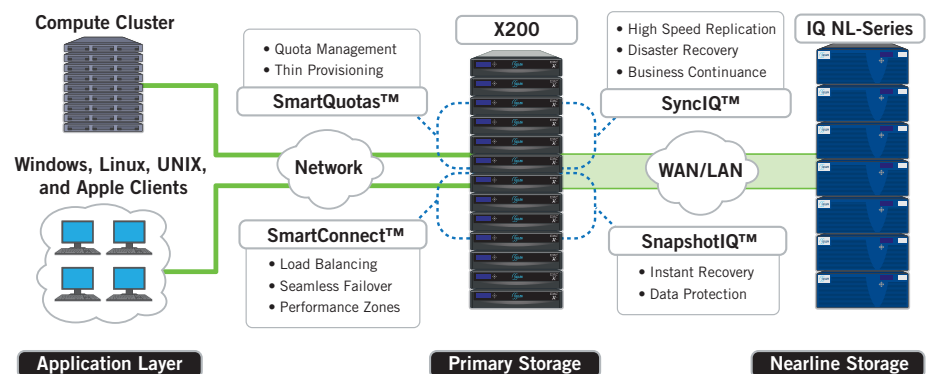 Compute Cluster
X200
IQ NL-Series
• Quota Management
• Thin Provisioning
SmartQuotas™
• High Speed Replication
• Disaster Recovery
• Business Continuance
SyncIQ™
Windows, Linux, UNIX,
and Apple Clients
Network
WAN/LAN
SmartConnect™
• Load Balancing
• Seamless Failover
• Performance Zones
SnapshotIQ™
• Instant Recovery
• Data Protection
Application Layer
Primary Storage
Nearline Storage